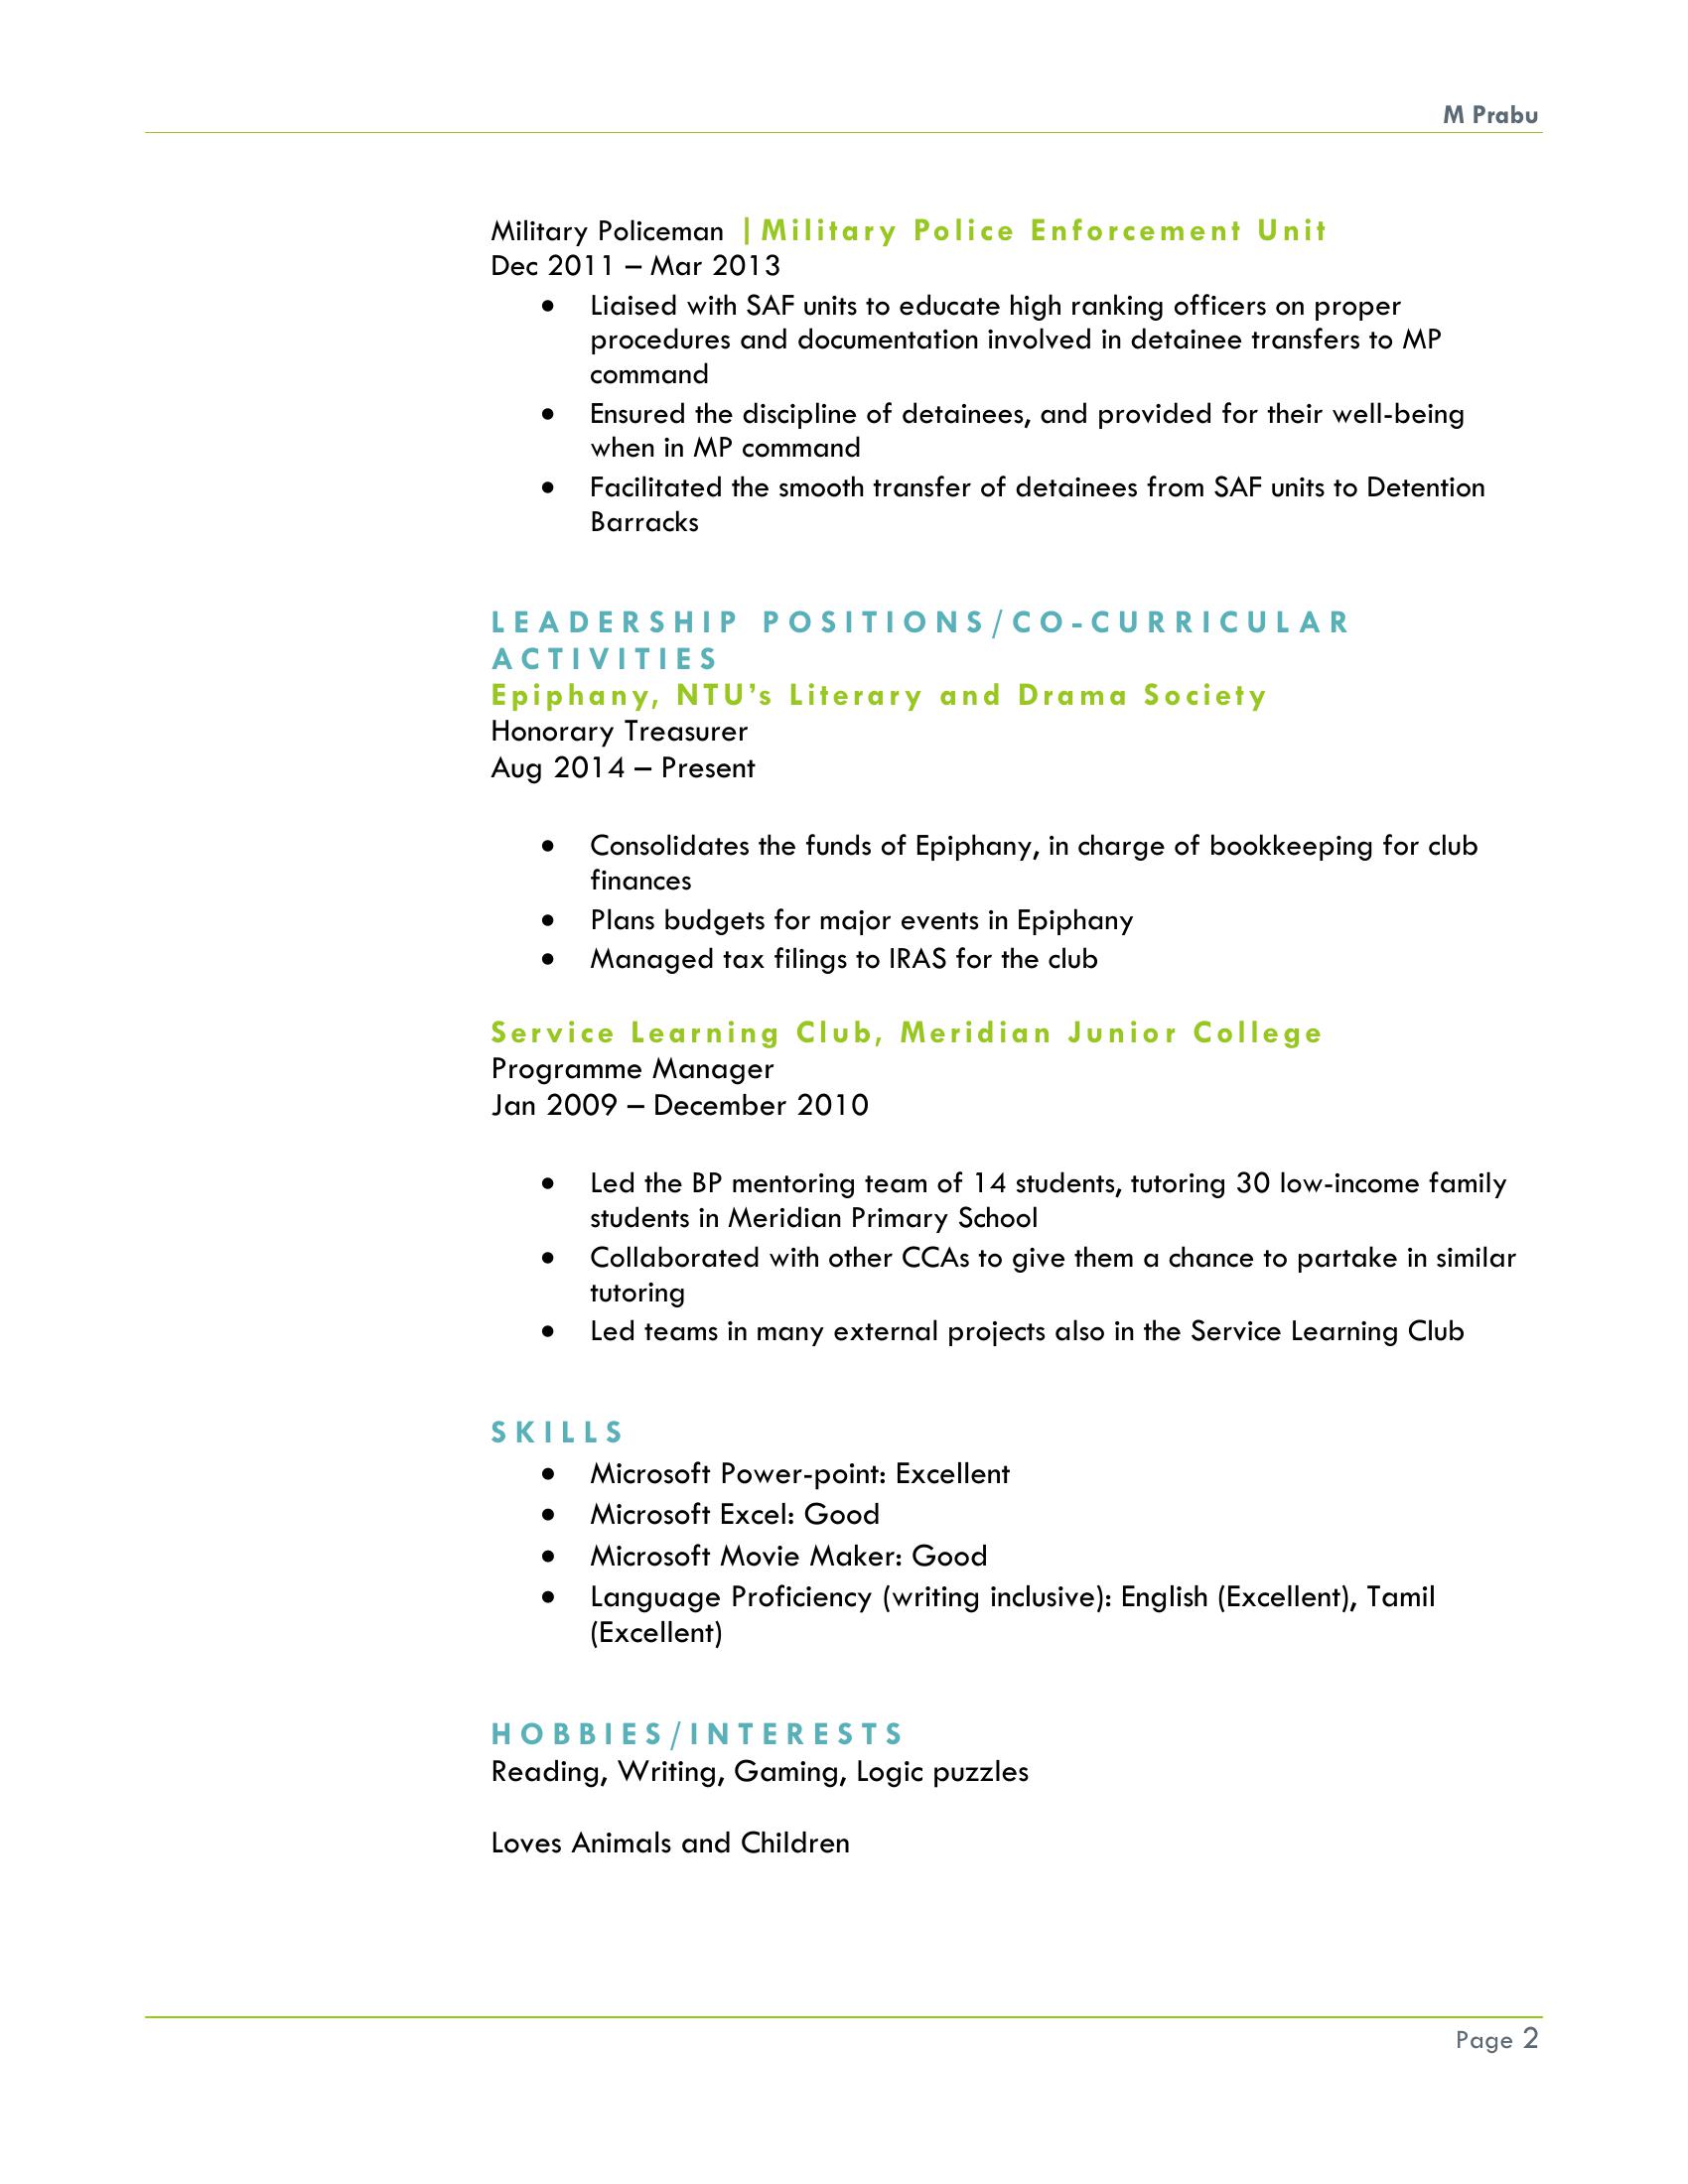 M Prabu
Military Policeman |Military Police Enforcement Unit
Dec 2011 – Mar 2013
• Liaised with SAF units to educate high ranking officers on proper
procedures and documentation involved in detainee transfers to MP
command
• Ensured the discipline of detainees, and provided for their well-being
when in MP command
• Facilitated the smooth transfer of detainees from SAF units to Detention
Barracks
LEADERSHIP POSITIONS/CO-CURRICULAR
ACTIVITIES
Epiphany, NTU’s Literary and Drama Society
Honorary Treasurer
Aug 2014 – Present
• Consolidates the funds of Epiphany, in charge of bookkeeping for club
finances
• Plans budgets for major events in Epiphany
• Managed tax filings to IRAS for the club
Service Learning Club, Meridian Junior College
Programme Manager
Jan 2009 – December 2010
• Led the BP mentoring team of 14 students, tutoring 30 low-income family
students in Meridian Primary School
• Collaborated with other CCAs to give them a chance to partake in similar
tutoring
• Led teams in many external projects also in the Service Learning Club
SKILLS
• Microsoft Power-point: Excellent
• Microsoft Excel: Good
• Microsoft Movie Maker: Good
• Language Proficiency (writing inclusive): English (Excellent), Tamil
(Excellent)
HOBBIES/INTERESTS
Reading, Writing, Gaming, Logic puzzles
Loves Animals and Children
Page 2